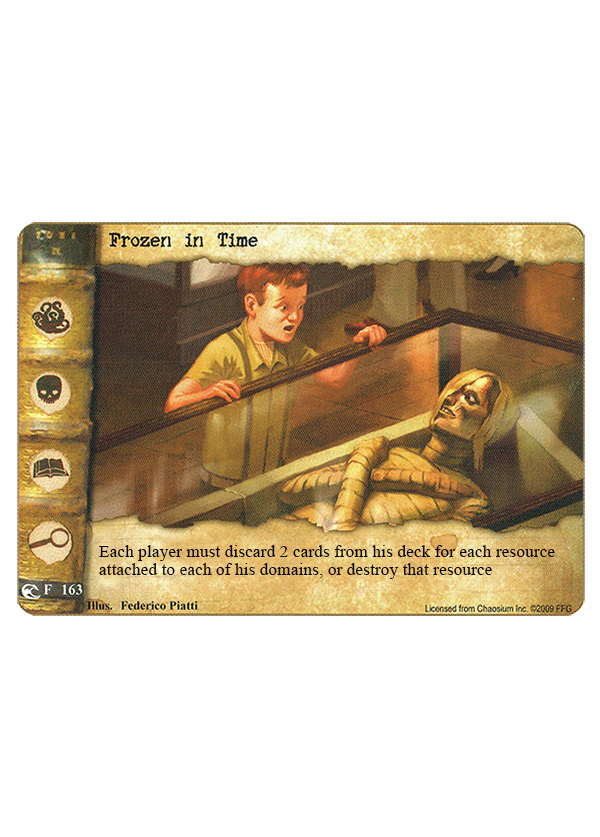 Frozen in Time
Each player must discard 2 cards from his deck for each resource
attached to each of his domains, or destroy that resource
F 163
Illus. Federico Piatti
Licensed from Chaosium Inc. ©2009 FFG